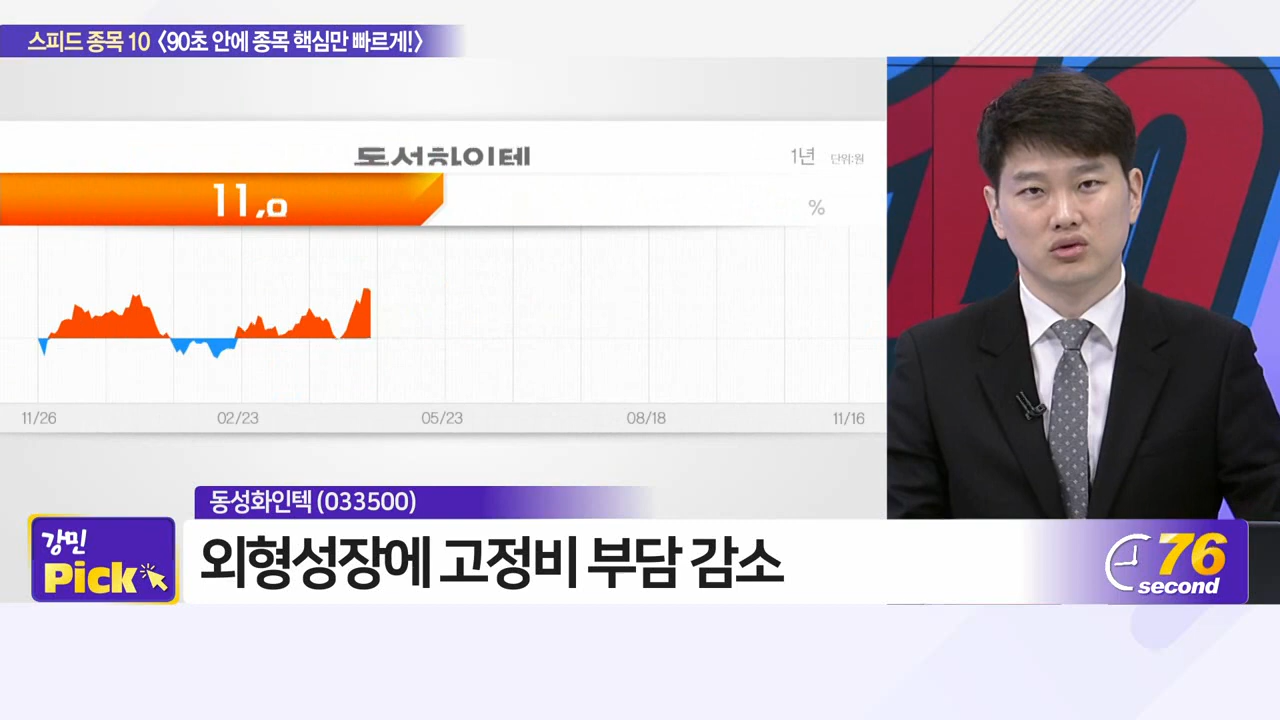 스피드 종목 10 <90초 안에 종목 핵심만 빠르게!>
1년 단위:원
%
11/26 02/23 05/23 08/18 11/16
동성화인텍 (033500)
강민
Pick
외형성장에 고정비 부담 감소
76
second